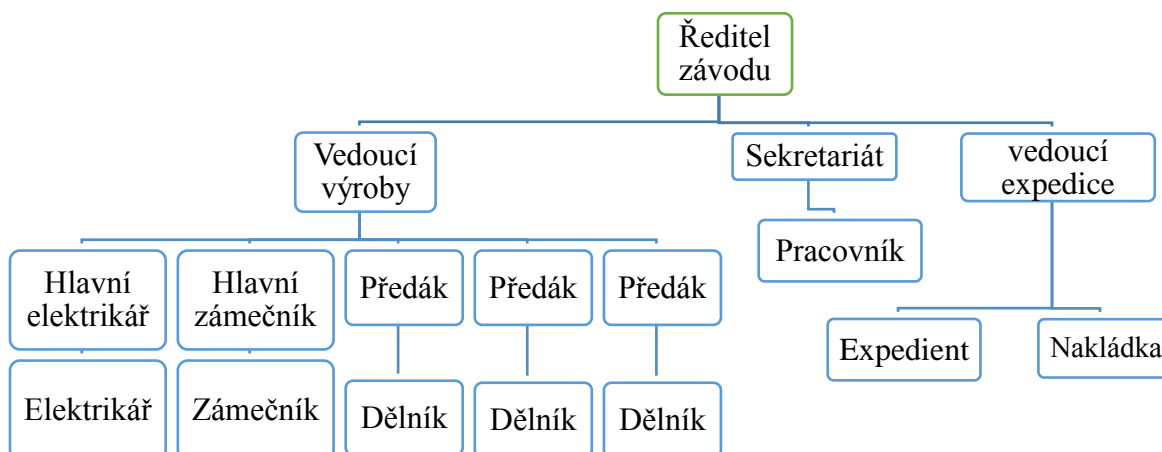 Ředitel
závodu
Vedoucí
výroby
Sekretariát
vedoucí
expedice
Pracovník
Hlavní
elektrikář
Hlavní
zámečník
Předák
Předák
Předák
Expedient
Nakládka
Elektrikář
Zámečník
Dělník
Dělník
Dělník